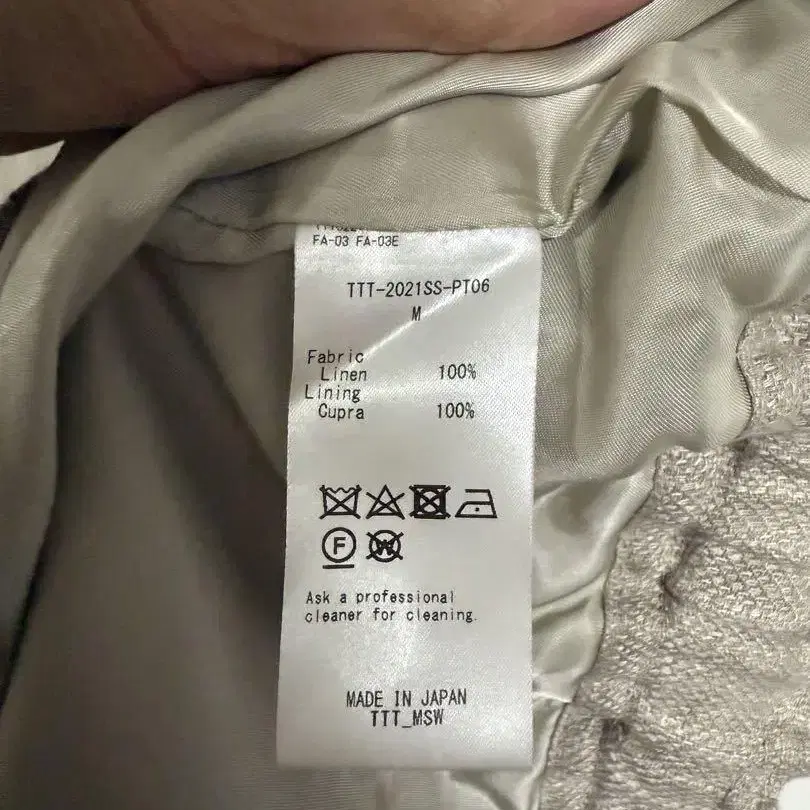 FA-03 FA-03E
TTT-2021SS-PT06
M
Fabric
Linen 100%
Lining
Cupra 100%
F W
Ask a professional
cleaner for cleaning.
MADE IN JAPAN
TTT_MSW